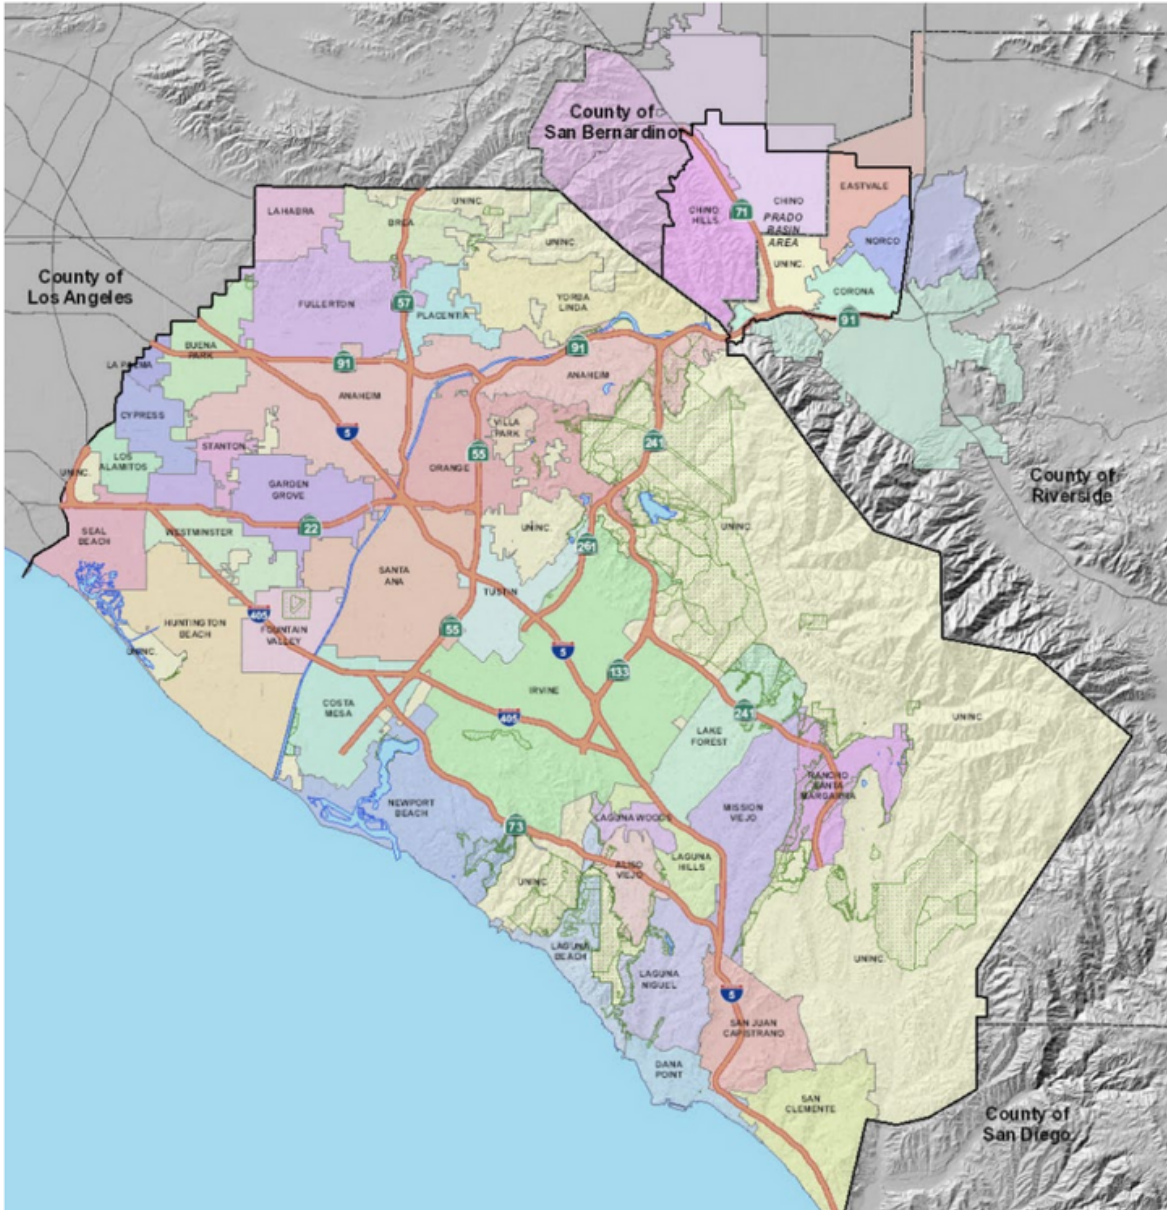 County of
San Bernardino
EASTVALE
UNINC.
LA HABRA
BREA
CHINO
HILLS
71
CHINO
PRADO
BASIN
AREA
NORCO
UNINC.
UNINC.
County of
Los Angeles
FULLERTON
57
PLACENTIA
YORBA
LINDA
CORONA
91
BUENA
PARK
91
91
LA PALMA
ANAHEIM
ANAHEIM
CYPRESS
5
VILLA
PARK
STANTON
55
241
LOS
ALAMITOS
ORANGE
UNINC.
GARDEN
GROVE
County of
Riverside
SEAL
BEACH
WESTMINSTER
22
UNINC.
UNINC.
261
SANTA
ANA
TUSTIN
405
HUNTINGTON
BEACH
FOUNTAIN
VALLEY
55
UNINC.
5
133
IRVINE
COSTA
MESA
405
241
UNINC.
LAKE
FOREST
RANCHO
SANTA
MARGARITA
NEWPORT
BEACH
MISSION
VIEJO
73
LAGUNA WOODS
LAGUNA
HILLS
ALISO
VIEJO
UNINC.
LAGUNA
BEACH
UNINC.
LAGUNA
NIGUEL
5
SAN JUAN
CAPISTRANO
DANA
POINT
SAN
CLEMENTE
County of
San Diego